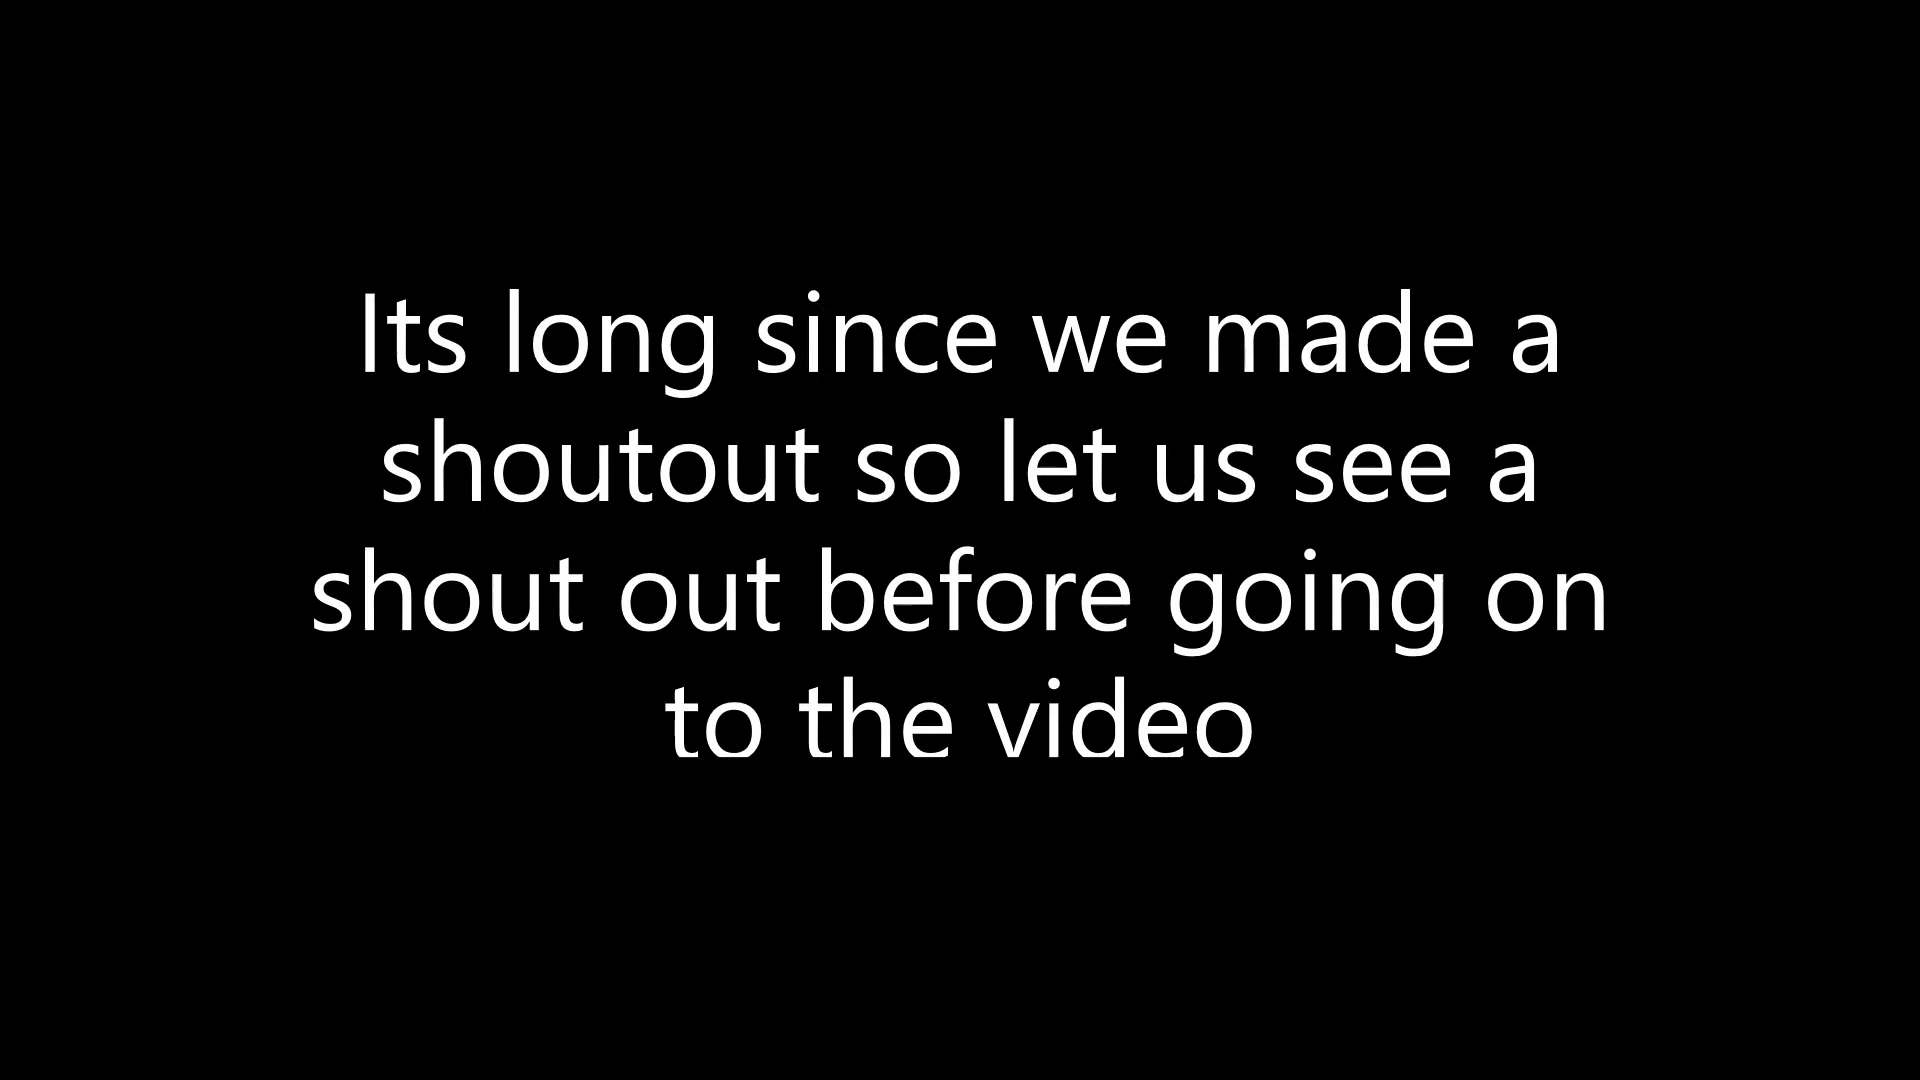 Its long since we made a
shoutout so let us see a
shout out before going on
to the video